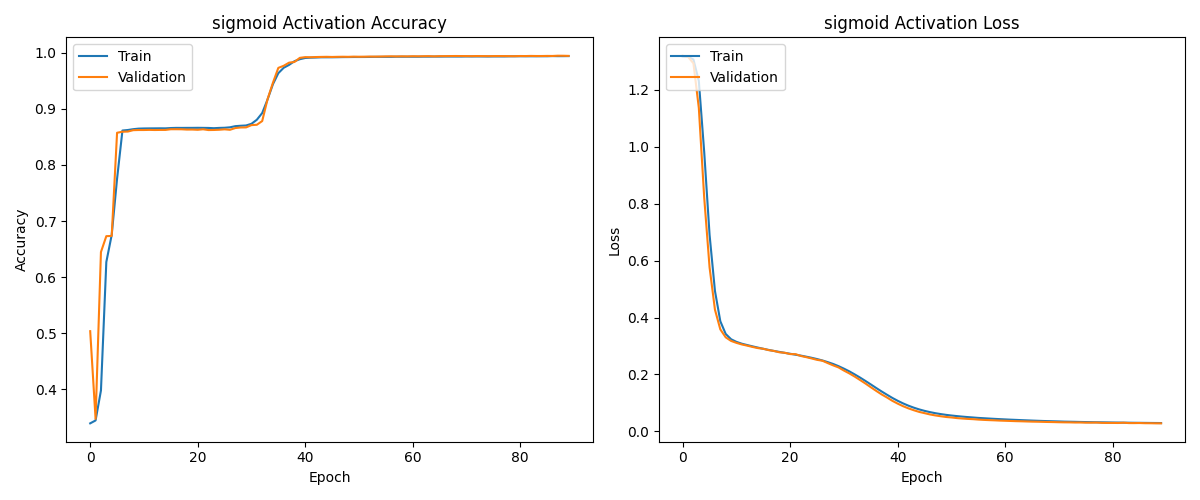 sigmoid Activation Accuracy
Train
Validation
1.0
0.9
0.8
0.7
0.6
0.5
0.4
Accuracy
0
20
40
60
80
Epoch
sigmoid Activation Loss
Train
Validation
1.2
1.0
0.8
0.6
0.4
0.2
0.0
Loss
0
20
40
60
80
Epoch